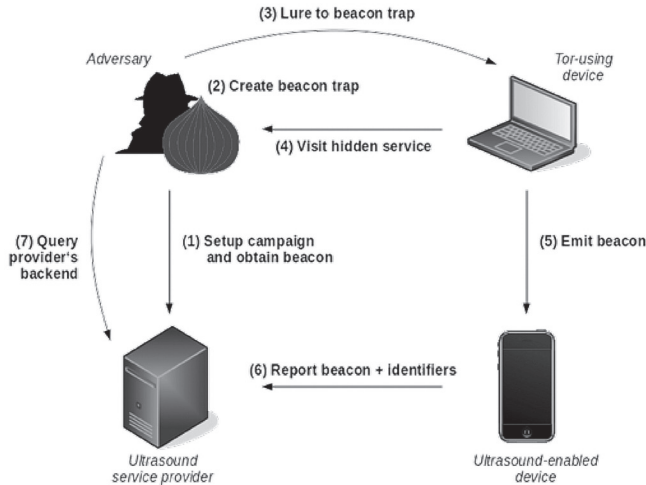 (3) Lure to beacon trap
Adversary
Tor-using
device
(2) Create beacon trap
(4) Visit hidden service
(7) Query
provider's
backend
(1) Setup campaign
and obtain beacon
(5) Emit beacon
(6) Report beacon + identifiers
Ultrasound
service provider
Ultrasound-enabled
device